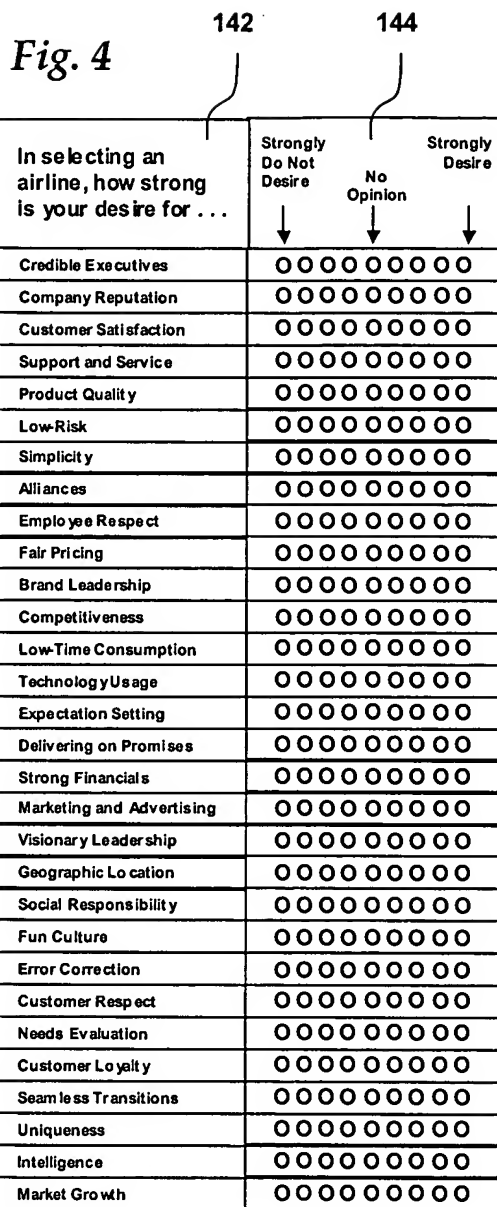 Fig. 4
142
144
In selecting an
airline, how strong
is your desire for . . .
Strongly
Do Not
Desire
No
Opinion
Strongly
Desire
Credible Executives
Company Reputation
Customer Satisfaction
Support and Service
Product Quality
Low-Risk
Simplicity
Alliances
Employee Respect
Fair Pricing
Brand Leadership
Competitiveness
Low-Time Consumption
Technology Usage
Expectation Setting
Delivering on Promises
Strong Financials
Marketing and Advertising
Visionary Leadership
Geographic Location
Social Responsibility
Fun Culture
Error Correction
Customer Respect
Needs Evaluation
Customer Loyalty
Seamless Transitions
Uniqueness
Intelligence
Market Growth